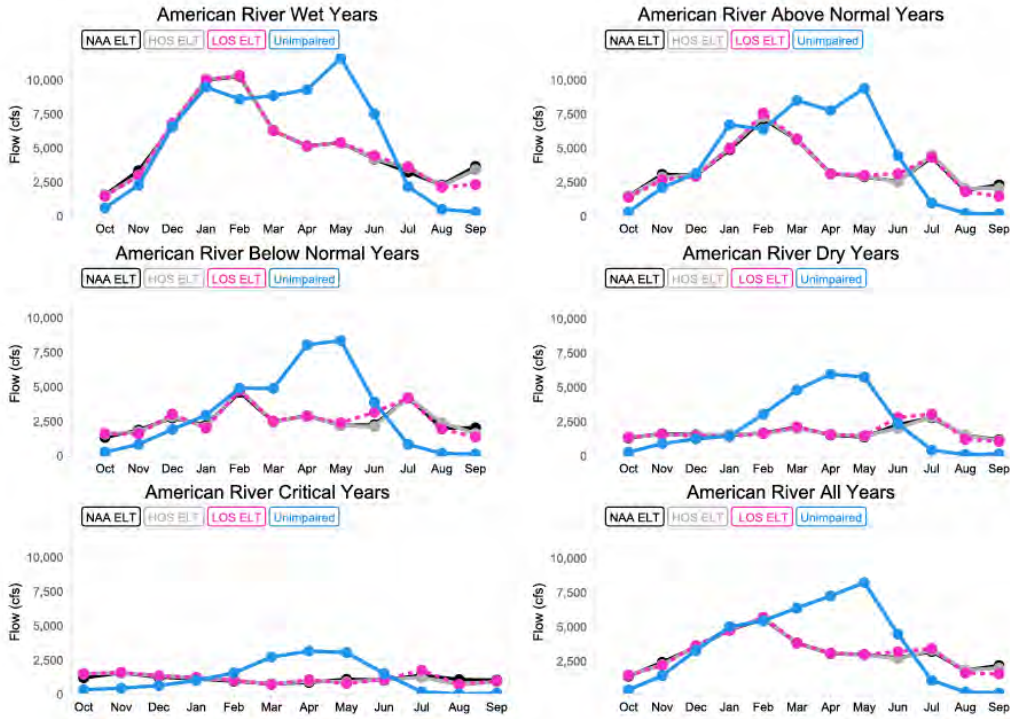 American River Wet Years
NAA ELT HOS ELT LOS ELT Unimpaired
10,000
7,500
5,000
2,500
0
Flow (cfs)
Oct Nov Dec Jan Feb Mar Apr May Jun Jul Aug Sep
American River Above Normal Years
NAA ELT HOS ELT LOS ELT Unimpaired
10,000
7,500
5,000
2,500
0
Flow (cfs)
Oct Nov Dec Jan Feb Mar Apr May Jun Jul Aug Sep
American River Below Normal Years
NAA ELT HOS ELT LOS ELT Unimpaired
10,000
7,500
5,000
2,500
0
Flow (cfs)
Oct Nov Dec Jan Feb Mar Apr May Jun Jul Aug Sep
American River Dry Years
NAA ELT HOS ELT LOS ELT Unimpaired
10,000
7,500
5,000
2,500
0
Flow (cfs)
Oct Nov Dec Jan Feb Mar Apr May Jun Jul Aug Sep
American River Critical Years
NAA ELT HOS ELT LOS ELT Unimpaired
10,000
7,500
5,000
2,500
0
Flow (cfs)
Oct Nov Dec Jan Feb Mar Apr May Jun Jul Aug Sep
American River All Years
NAA ELT HOS ELT LOS ELT Unimpaired
10,000
7,500
5,000
2,500
Flow (cfs)
Oct Nov Dec Jan Feb Mar Apr May Jun Jul Aug Sep